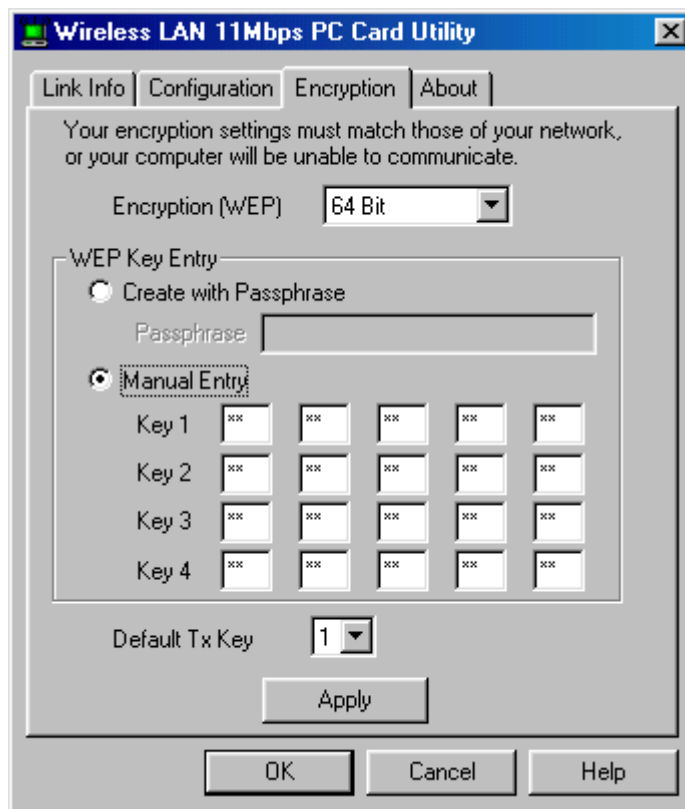 Wireless LAN 11Mbps PC Card Utility
Link Info Configuration Encryption About
Your encryption settings must match those of your network,
or your computer will be unable to communicate.
Encryption (WEP) 64 Bit
WEP Key Entry
Create with Passphrase
Passphrase
Manual Entry
Key 1 ** ** ** ** **
Key 2 ** ** ** ** **
Key 3 ** ** ** ** **
Key 4 ** ** ** ** **
Default Tx Key 1
Apply
OK Cancel Help